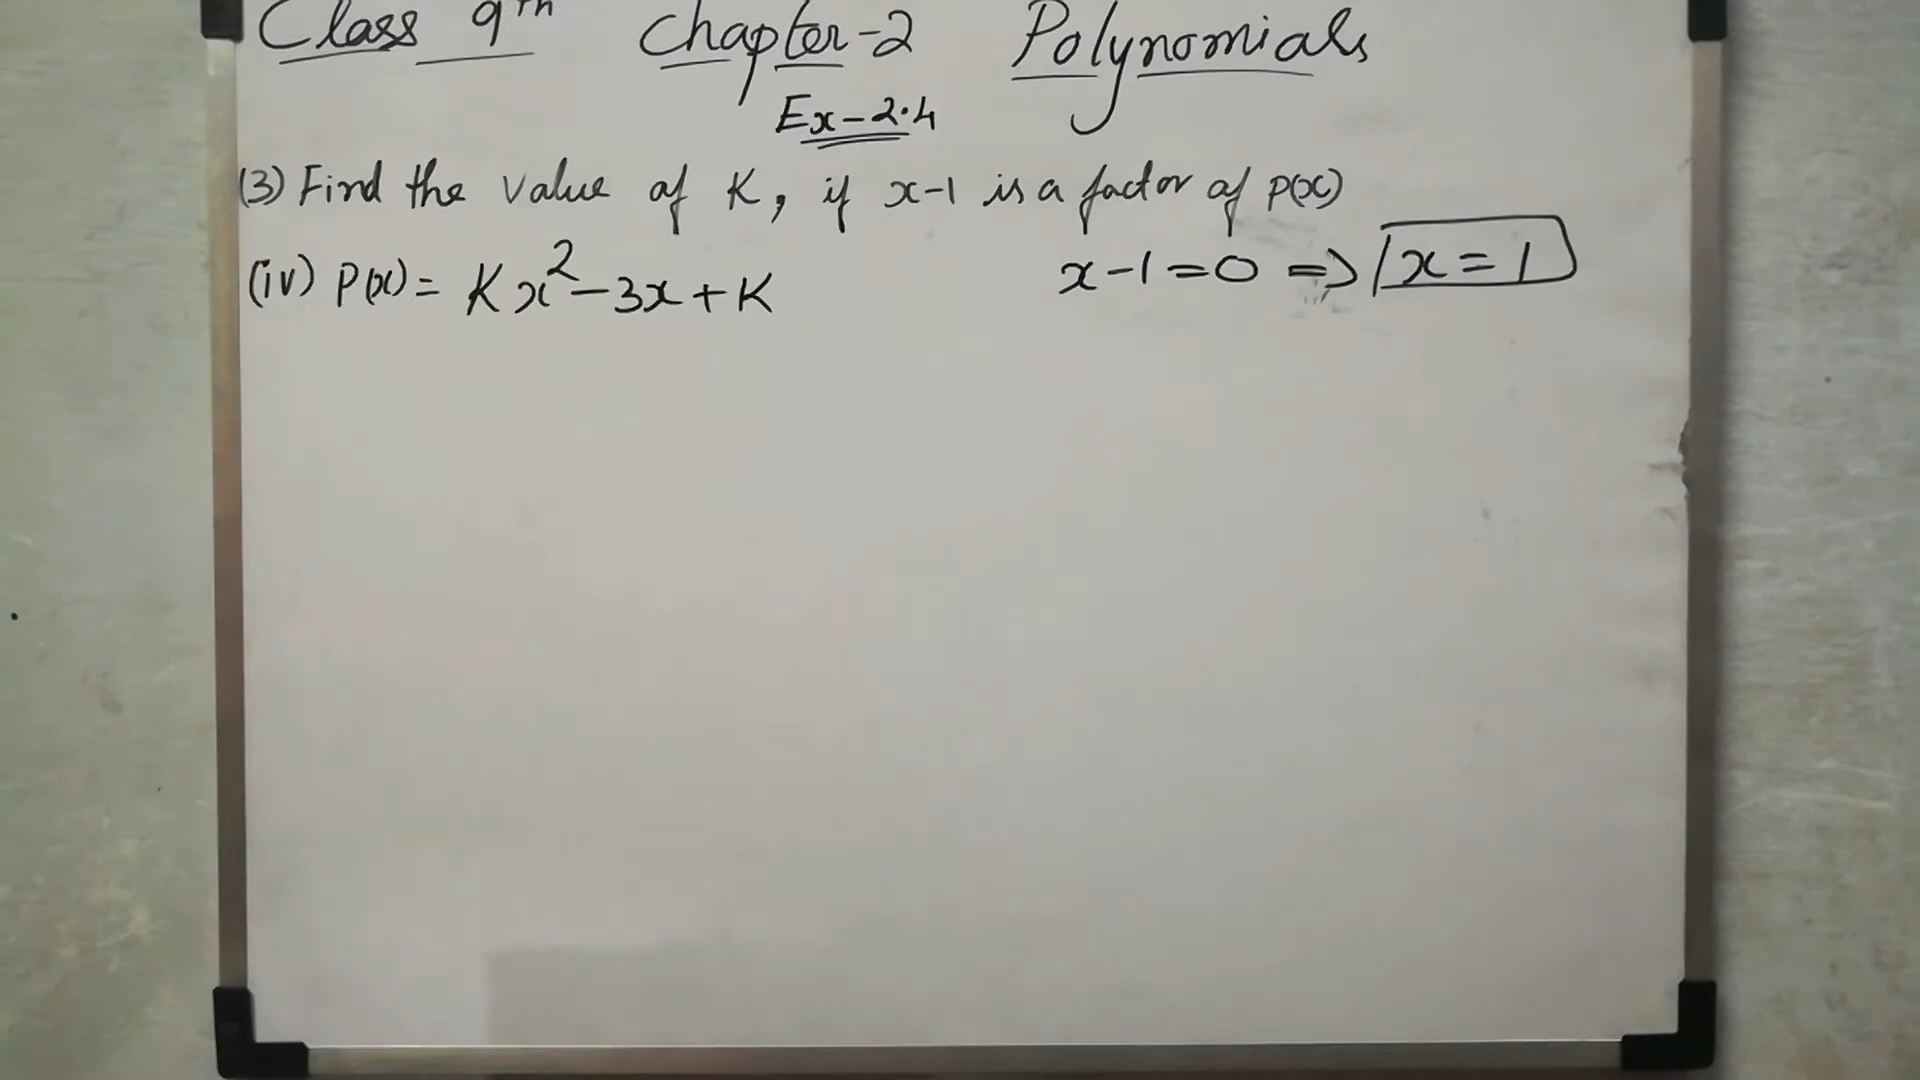 Class 9th Chapter-2 Polynomials
Ex-2.4
(3) Find the value of K, if x-1 is a factor of P(x)
(iv) P(x) = Kx²-3x+K x-1=0 => x=1